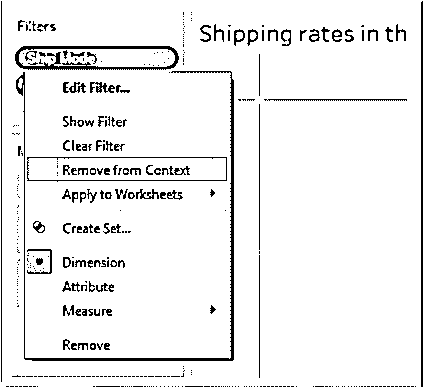 Filters
Shipping rates in th
Ship Mode
Edit Filter...
Show Filter
Clear Filter
Remove from Context
Apply to Worksheets
Create Set...
Dimension
Attribute
Measure
Remove